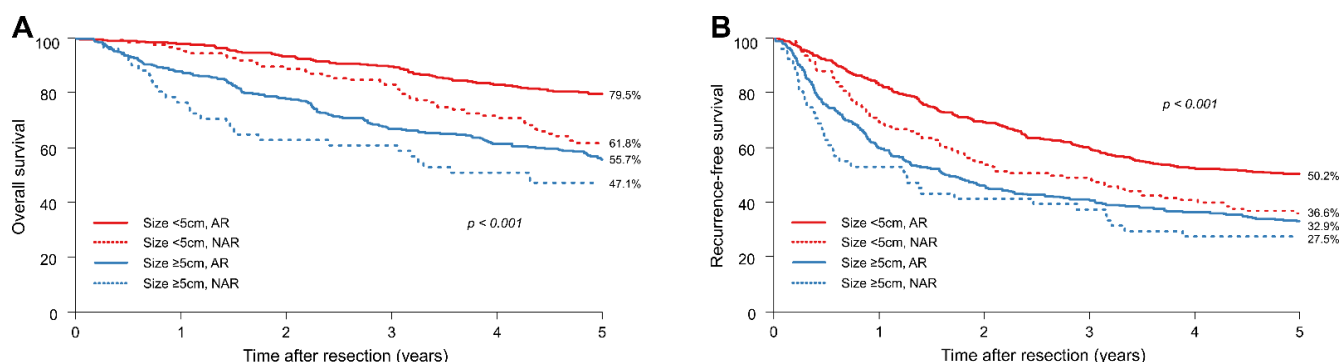 A
Overall survival
100
80
60
40
20
0
79.5%
61.8%
55.7%
47.1%
p < 0.001
Size <5cm, AR
Size <5cm, NAR
Size ≥5cm, AR
Size ≥5cm, NAR
0 1 2 3 4 5
Time after resection (years)
B
Recurrence-free survival
100
80
60
40
20
0
p < 0.001
50.2%
36.6%
32.9%
27.5%
Size <5cm, AR
Size <5cm, NAR
Size ≥5cm, AR
Size ≥5cm, NAR
0 1 2 3 4 5
Time after resection (years)